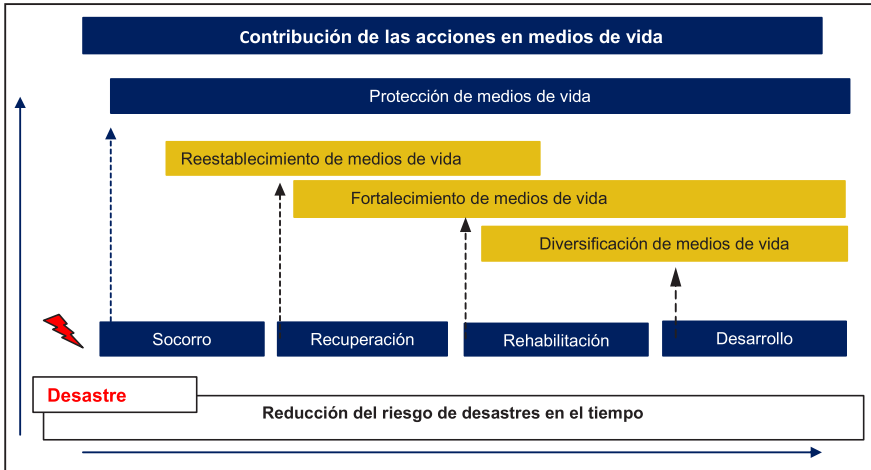 Contribución de las acciones en medios de vida
Protección de medios de vida
Reestablecimiento de medios de vida
Fortalecimiento de medios de vida
Diversificación de medios de vida
Socorro
Recuperación
Rehabilitación
Desarrollo
Desastre
Reducción del riesgo de desastres en el tiempo